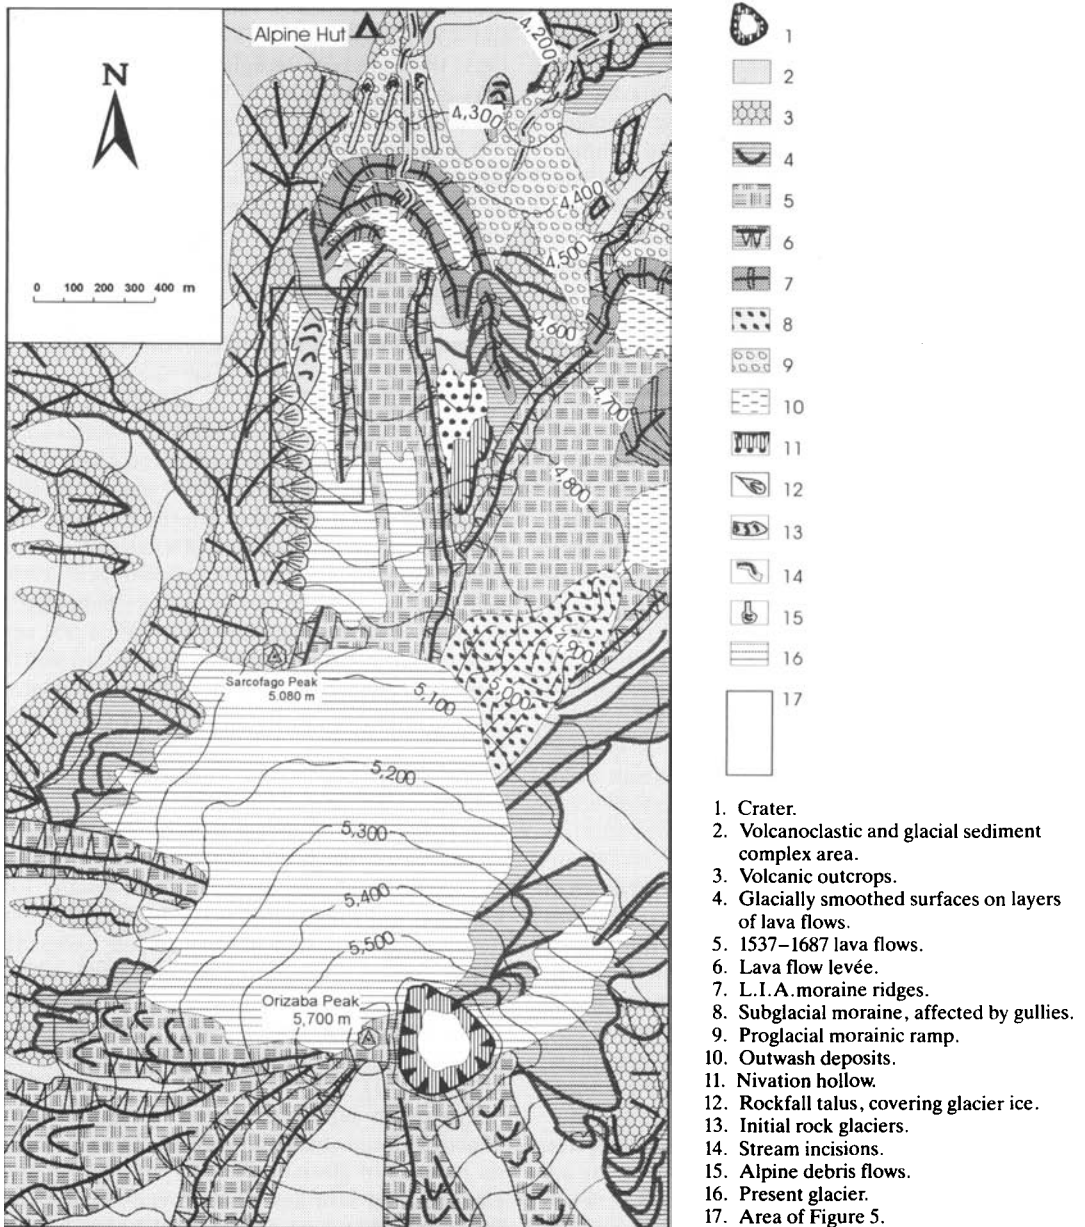 Alpine Hut
4,200
N
4,300
4,400
4,500
0 100 200 300 400 m
4,600
4,700
4,800
4,900
Sarcofago Peak
5.080 m
5,000
5,100
5,200
5,300
5,400
5,500
Orizaba Peak
5,700 m
1
2
3
4
5
6
7
8
9
10
11
12
13
14
15
16
17
1. Crater.
2. Volcanoclastic and glacial sediment
complex area.
3. Volcanic outcrops.
4. Glacially smoothed surfaces on layers
of lava flows.
5. 1537–1687 lava flows.
6. Lava flow levée.
7. L.I.A.moraine ridges.
8. Subglacial moraine, affected by gullies.
9. Proglacial morainic ramp.
10. Outwash deposits.
11. Nivation hollow.
12. Rockfall talus, covering glacier ice.
13. Initial rock glaciers.
14. Stream incisions.
15. Alpine debris flows.
16. Present glacier.
17. Area of Figure 5.